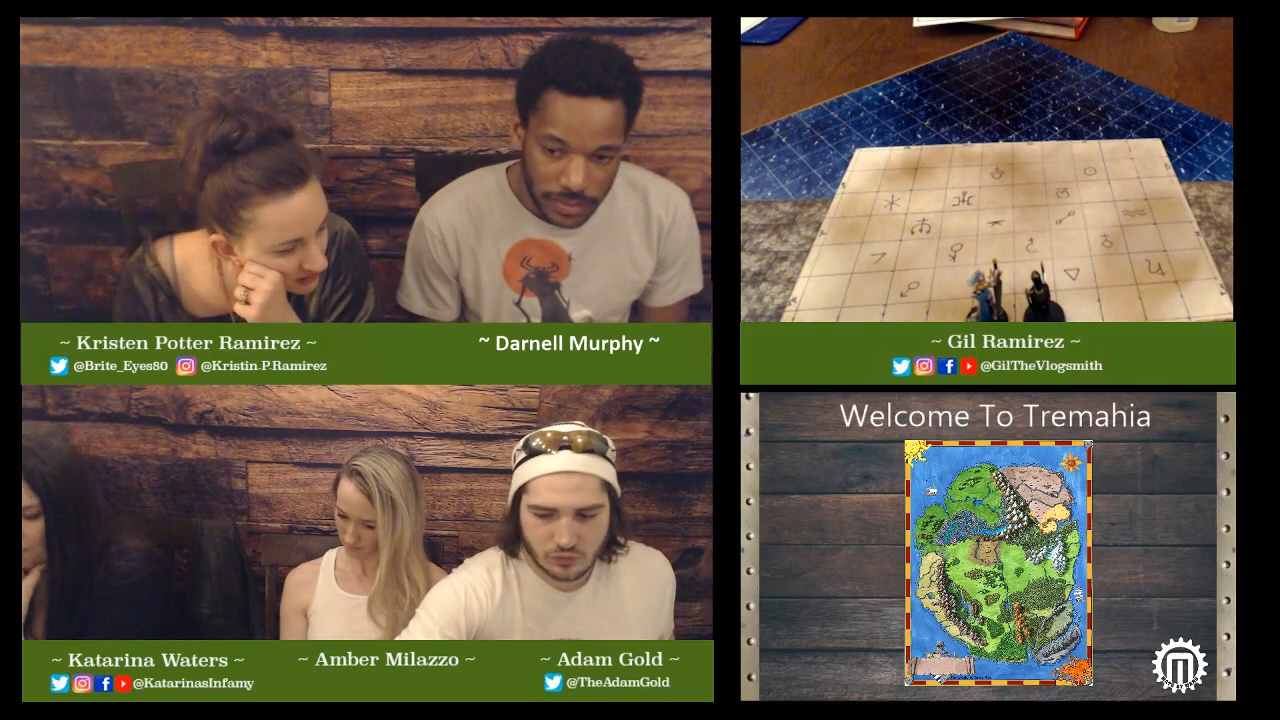 ~ Kristen Potter Ramirez ~
@Brite_Eyes80 @Kristin.P.Ramirez
~ Darnell Murphy ~
~ Gil Ramirez ~
@GilTheVlogsmith
Welcome To Tremahia
~ Katarina Waters ~
@KatarinasInfamy
~ Amber Milazzo ~
~ Adam Gold ~
@TheAdamGold